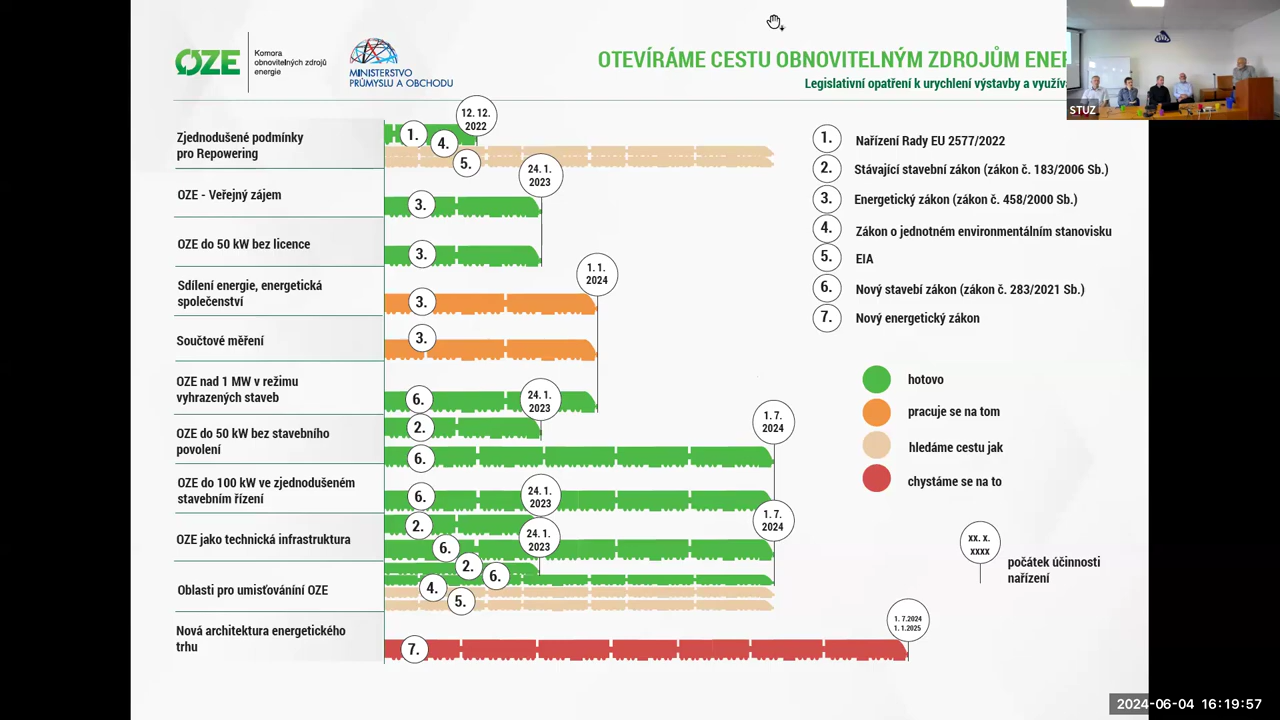 OZE
Komora
obnovitelných zdrojů
energie
MINISTERSTVO
PRŮMYSLU A OBCHODU
OTEVÍRÁME CESTU OBNOVITELNÝM ZDROJŮM ENER
Legislativní opatření k urychlení výstavby a využív
STUZ
Zjednodušené podmínky
pro Repowering
1.
4.
5.
12. 12.
2022
OZE - Veřejný zájem
3.
24. 1.
2023
OZE do 50 kW bez licence
3.
Sdílení energie, energetická
společenství
3.
1. 1.
2024
Součtové měření
3.
OZE nad 1 MW v režimu
vyhrazených staveb
6.
24. 1.
2023
OZE do 50 kW bez stavebního
povolení
2.
6.
1. 7.
2024
OZE do 100 kW ve zjednodušeném
stavebním řízení
6.
24. 1.
2023
OZE jako technická infrastruktura
2.
6.
24. 1.
2023
1. 7.
2024
Oblasti pro umisťování OZE
2.
6.
4.
5.
Nová architektura energetického
trhu
7.
1. 7.2024
1. 1.2025
1.
Nařízení Rady EU 2577/2022
2.
Stávající stavební zákon (zákon č. 183/2006 Sb.)
3.
Energetický zákon (zákon č. 458/2000 Sb.)
4.
Zákon o jednotném environmentálním stanovisku
5.
EIA
6.
Nový stavebí zákon (zákon č. 283/2021 Sb.)
7.
Nový energetický zákon
hotovo
pracuje se na tom
hledáme cestu jak
chystáme se na to
xx. x.
xxxx
počátek účinnosti
nařízení
2024-06-04 16:19:57